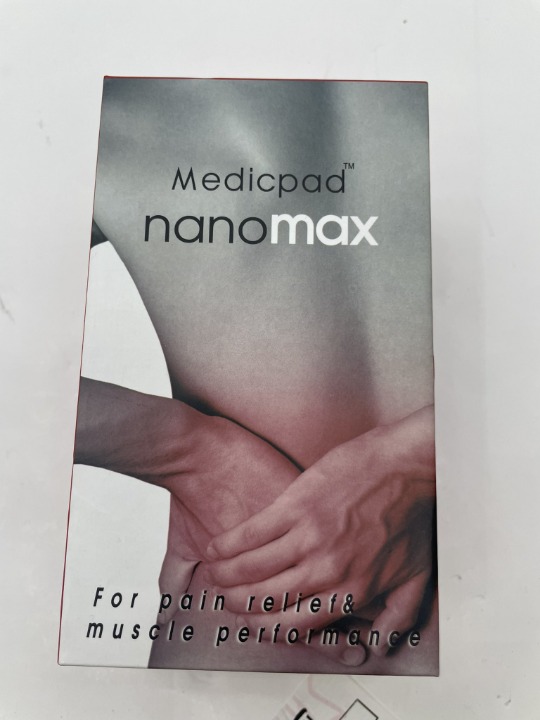 Medicpad™
nanomax
For pain relief&
muscle performance